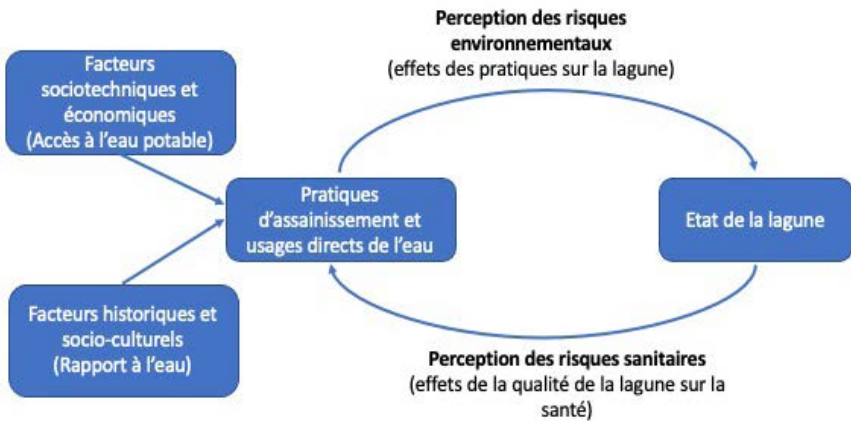 Perception des risques
environnementaux
(effets des pratiques sur la lagune)
Facteurs
sociotechniques et
économiques
(Accès à l'eau potable)
Pratiques
d'assainissement et
usages directs de l'eau
Etat de la lagune
Facteurs historiques et
socio-culturels
(Rapport à l'eau)
Perception des risques sanitaires
(effets de la qualité de la lagune sur la
santé)